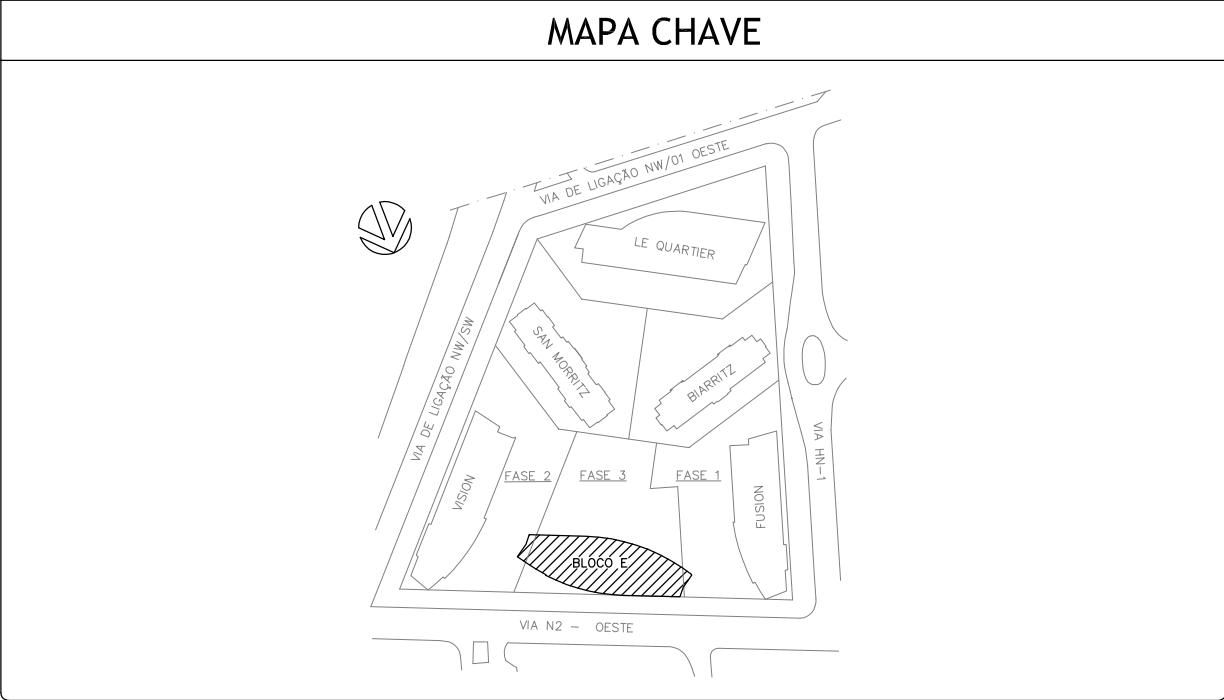 MAPA CHAVE
VIA DE LIGAÇÃO NW/01 OESTE
LE QUARTIER
VIA DE LIGAÇÃO NW/SW
SAN MORRITZ
BIARRITZ
VIA HN-1
VISION
FASE 2
FASE 3
FASE 1
FUSION
BLOCO E
VIA N2 - OESTE